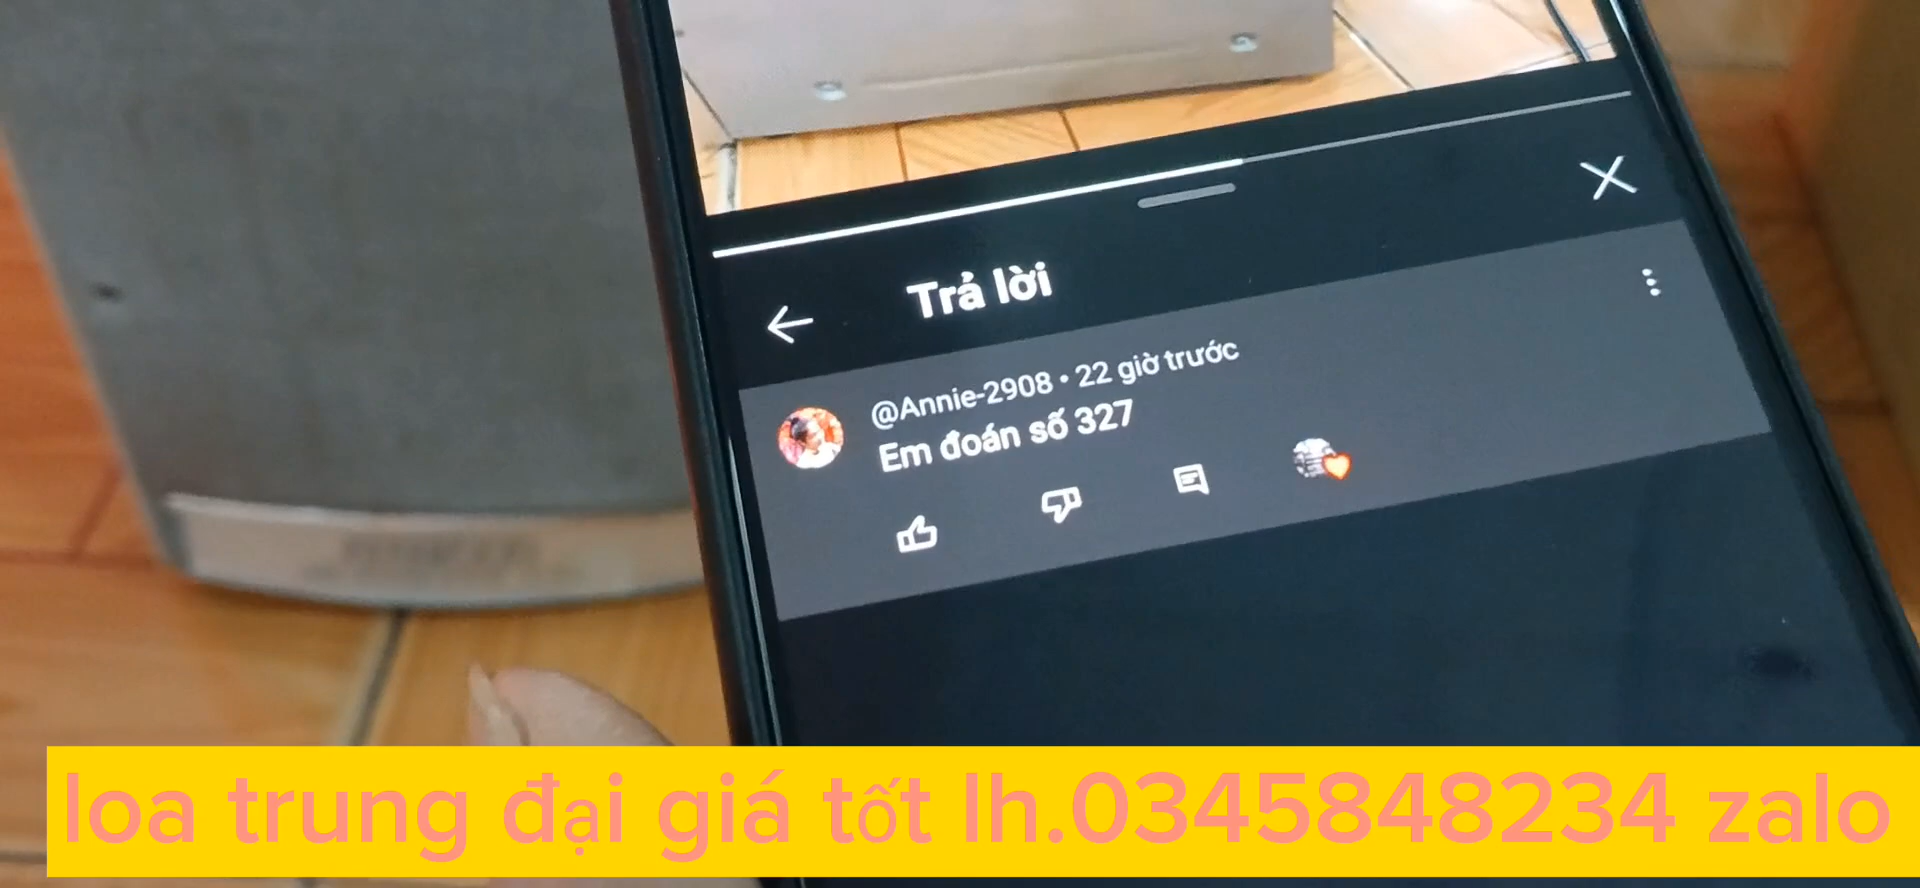 Trả lời
@Annie-2908 • 22 giờ trước
Em đoán số 327
loa trung đại giá tốt lh.0345848234 zalo